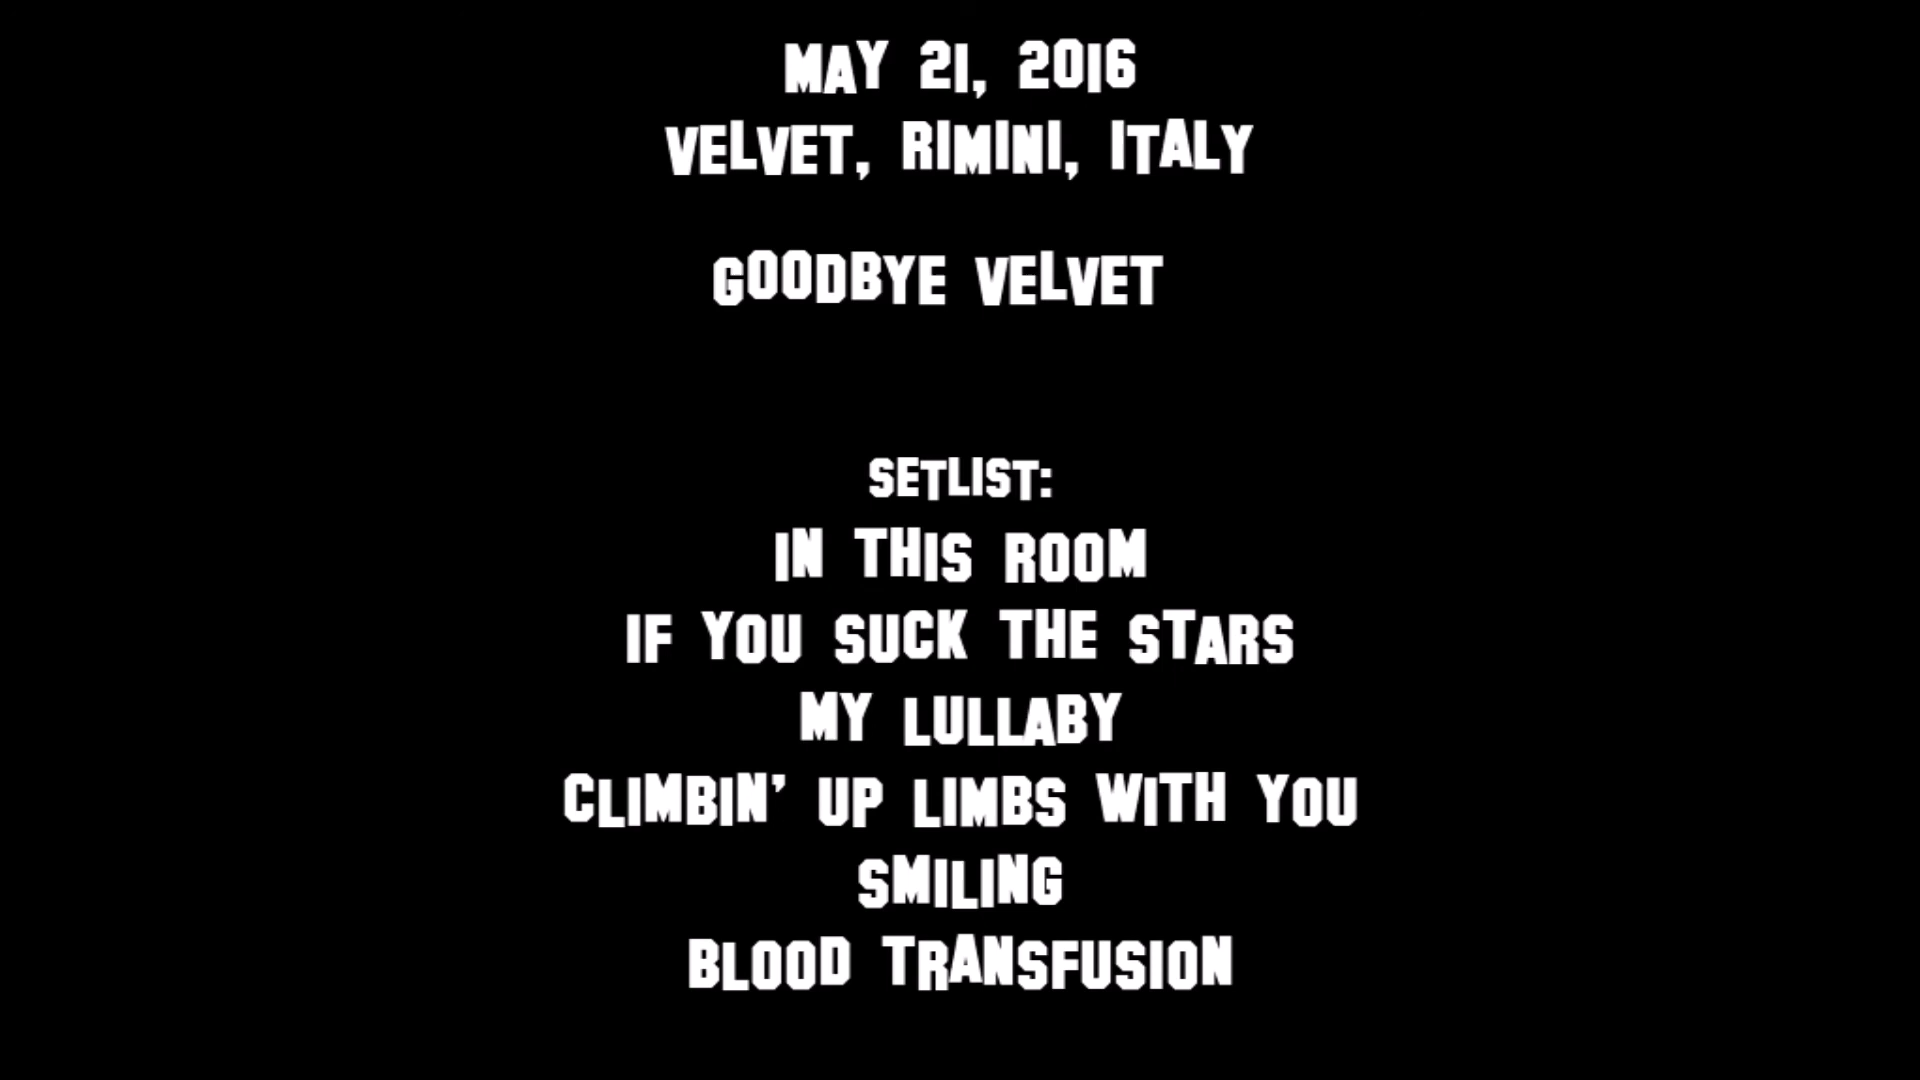 MAY 21, 2016
VELVET, RIMINI, ITALY
GOODBYE VELVET
SETLIST:
IN THIS ROOM
IF YOU SUCK THE STARS
MY LULLABY
CLIMBIN' UP LIMBS WITH YOU
SMILING
BLOOD TRANSFUSION